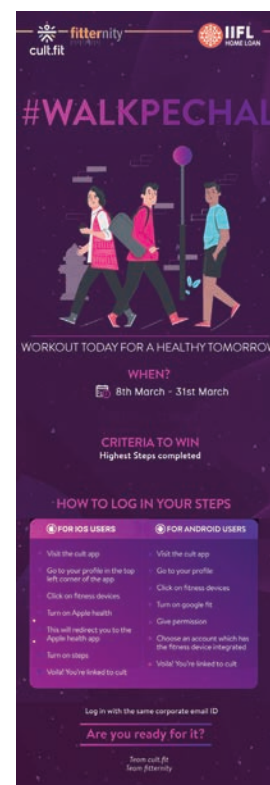 cult.fit
fitternity
IIFL
HOME LOAN
#WALKPECHAL
WORKOUT TODAY FOR A HEALTHY TOMORROW
WHEN?
8th March - 31st March
CRITERIA TO WIN
Highest Steps completed
HOW TO LOG IN YOUR STEPS
FOR IOS USERS
Visit the cult app
Go to your profile in the top
left corner of the app
Click on fitness devices
Turn on Apple health
This will redirect you to the
Apple health app
Turn on steps
Voila! You're linked to cult
FOR ANDROID USERS
Visit the cult app
Go to your profile
Click on fitness devices
Turn on google fit
Give permission
Choose an account which has
the fitness device integrated
Voila! You're linked to cult
Log in with the same corporate email ID
Are you ready for it?
Team cult.fit
Team fitternity